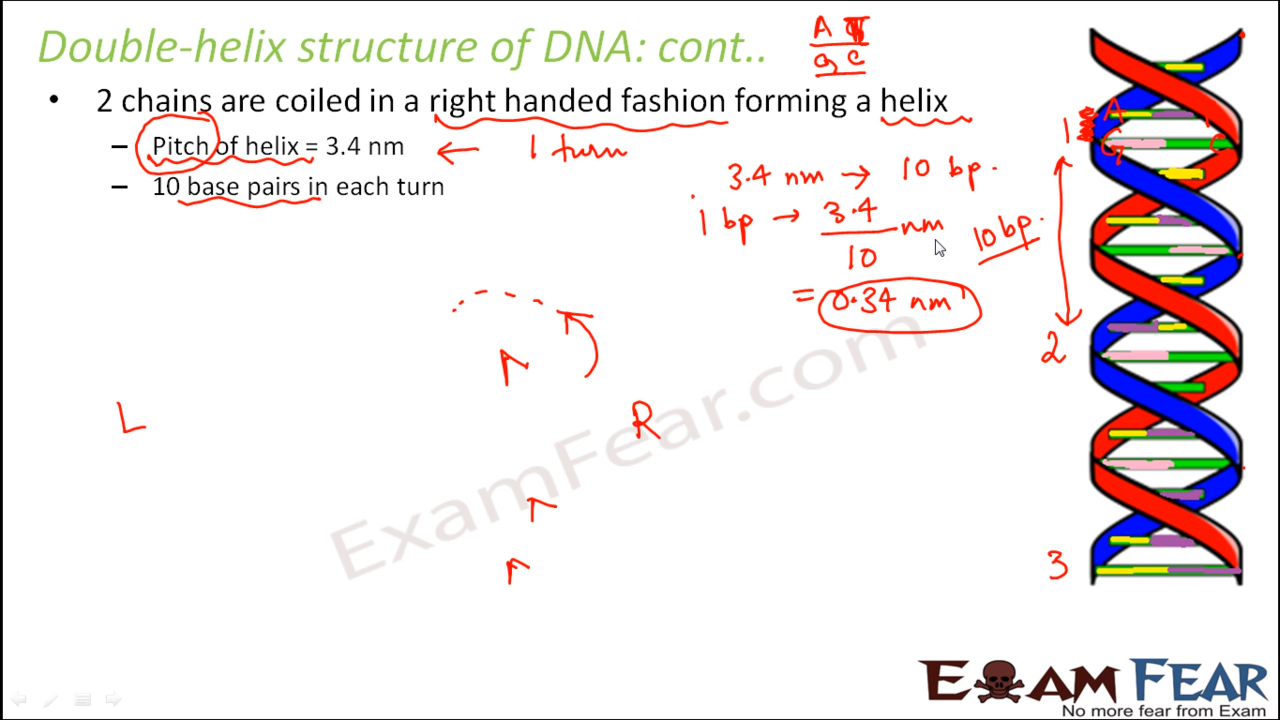 Double-helix structure of DNA: cont..
A T
G C
• 2 chains are coiled in a right handed fashion forming a helix
– Pitch of helix = 3.4 nm ← 1 turn
– 10 base pairs in each turn
3.4 nm → 10 bp.
1 bp → 3.4 nm
10
= 0.34 nm
10 bp.
A
1 G C
2
3
L
R
ExamFear.com
EXAM FEAR
No more fear from Exam